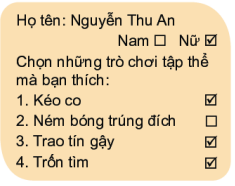 Họ tên: Nguyễn Thu An
Nam ☐ Nữ ☑
Chọn những trò chơi tập thể
mà bạn thích:
1. Kéo co ☑
2. Ném bóng trúng đích ☐
3. Trao tín gậy ☑
4. Trốn tìm ☑